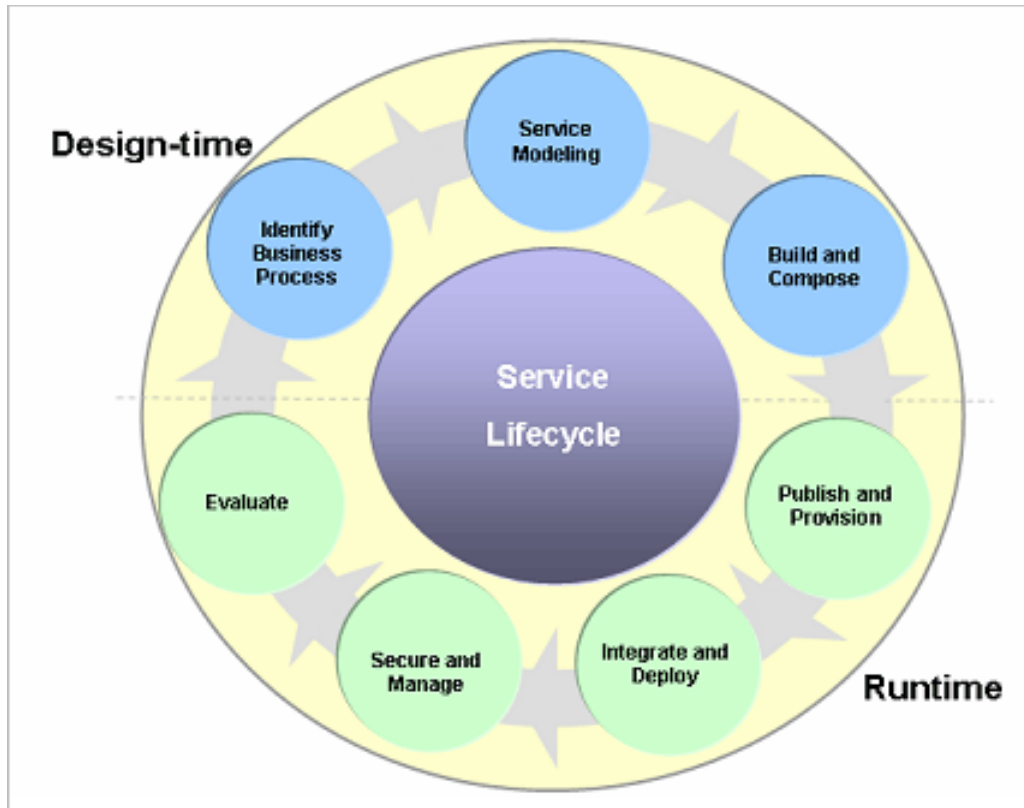 Design-time
Service
Modeling
Identify
Business
Process
Build and
Compose
Service
Lifecycle
Evaluate
Publish and
Provision
Secure and
Manage
Integrate and
Deploy
Runtime